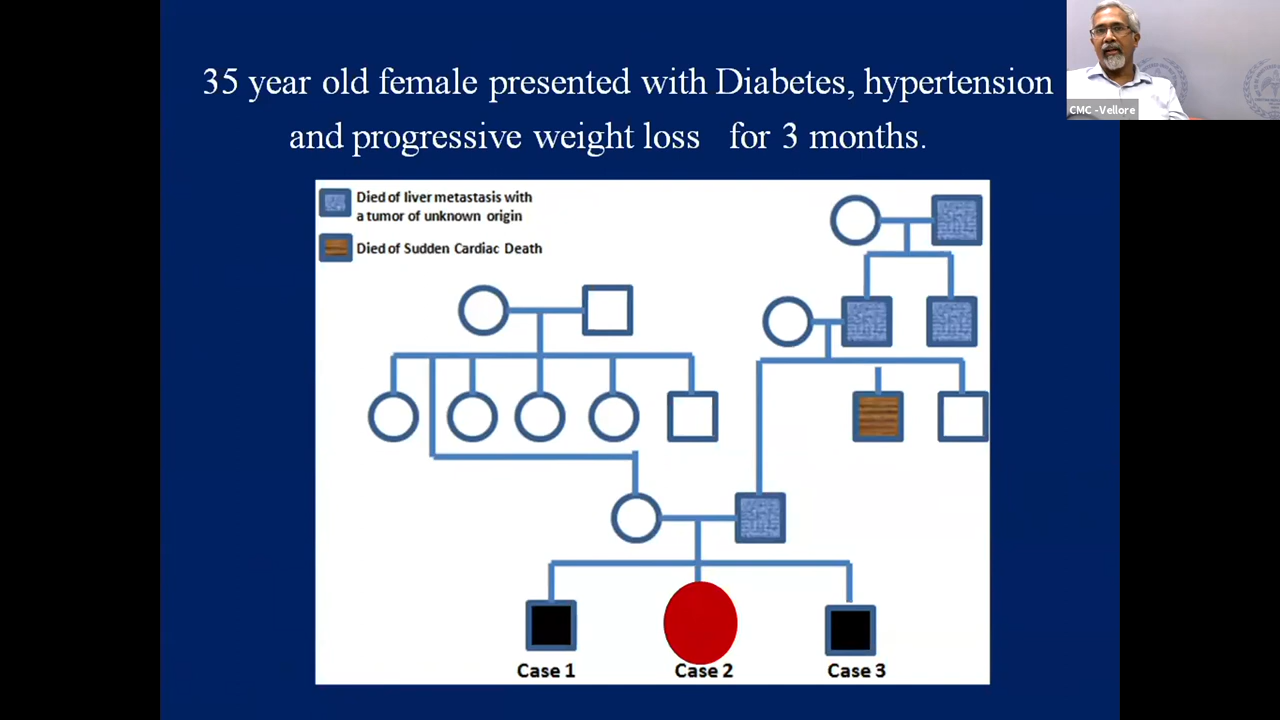 35 year old female presented with Diabetes, hypertension
and progressive weight loss for 3 months.
CMC -Vellore
Died of liver metastasis with
a tumor of unknown origin
Died of Sudden Cardiac Death
Case 1
Case 2
Case 3